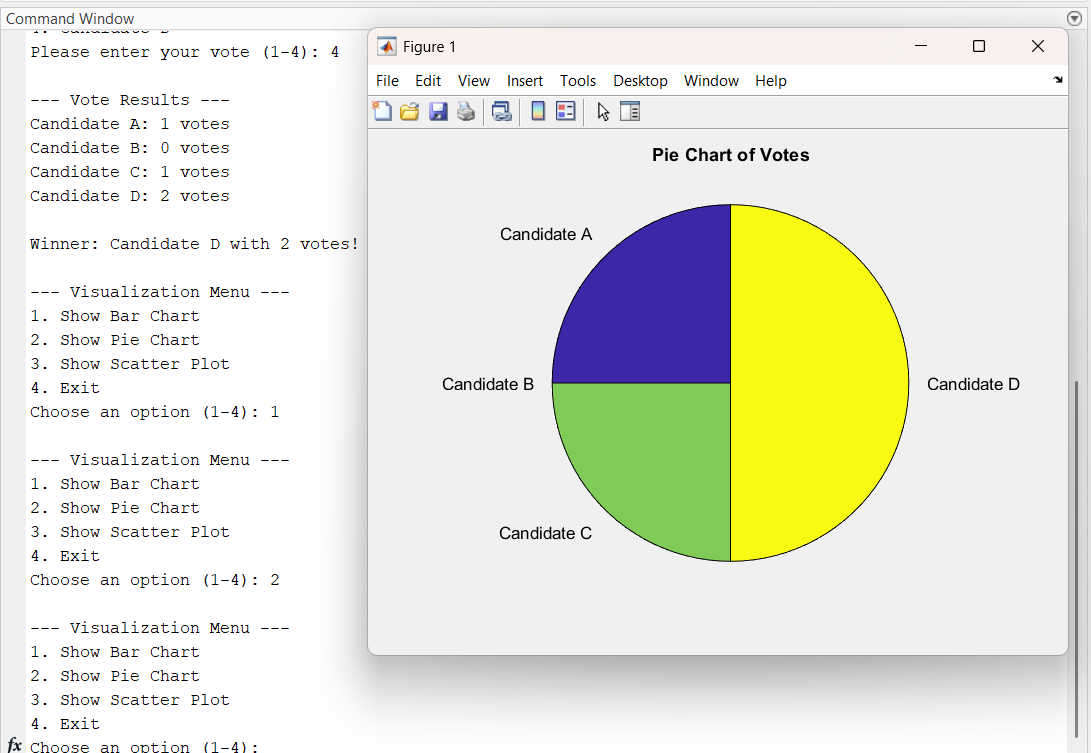 Command Window
Please enter your vote (1-4): 4
--- Vote Results ---
Candidate A: 1 votes
Candidate B: 0 votes
Candidate C: 1 votes
Candidate D: 2 votes
Winner: Candidate D with 2 votes!
--- Visualization Menu ---
1. Show Bar Chart
2. Show Pie Chart
3. Show Scatter Plot
4. Exit
Choose an option (1-4): 1
--- Visualization Menu ---
1. Show Bar Chart
2. Show Pie Chart
3. Show Scatter Plot
4. Exit
Choose an option (1-4): 2
--- Visualization Menu ---
1. Show Bar Chart
2. Show Pie Chart
3. Show Scatter Plot
4. Exit
fx Choose an option (1-4):
Figure 1
File Edit View Insert Tools Desktop Window Help
Pie Chart of Votes
Candidate A
Candidate B
Candidate D
Candidate C